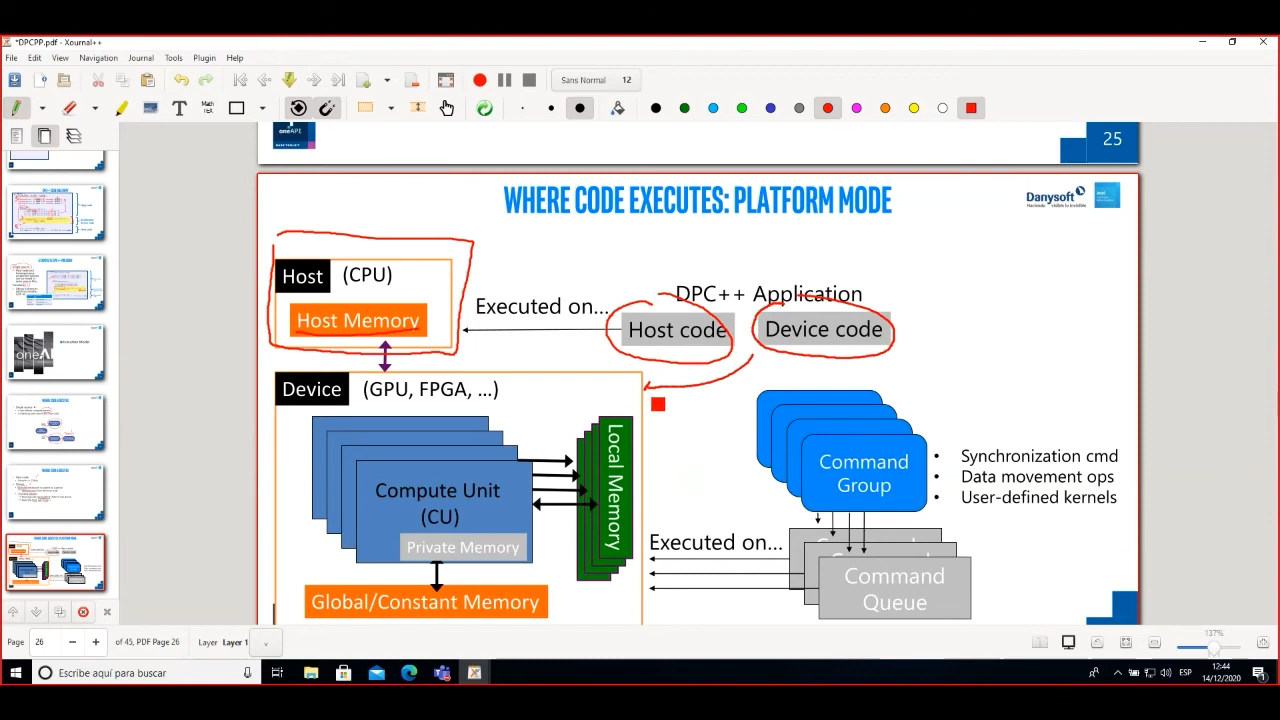 *DPCPP.pdf - Xournal++
File Edit View Navigation Journal Tools Plugin Help
Sans Normal 12
oneAPI
25
WHERE CODE EXECUTES: PLATFORM MODE
Danysoft
intel
Host (CPU)
Host Memory
Executed on...
DPC++ Application
Host code
Device code
Device (GPU, FPGA, ...)
Compute Unit
(CU)
Private Memory
Local Memory
Global/Constant Memory
Command
Group
• Synchronization cmd
• Data movement ops
• User-defined kernels
Executed on...
Command
Queue
Page 26 of 45, PDF Page 26 Layer Layer 1
137%
Escribe aquí para buscar
ESP
12:44
14/12/2020